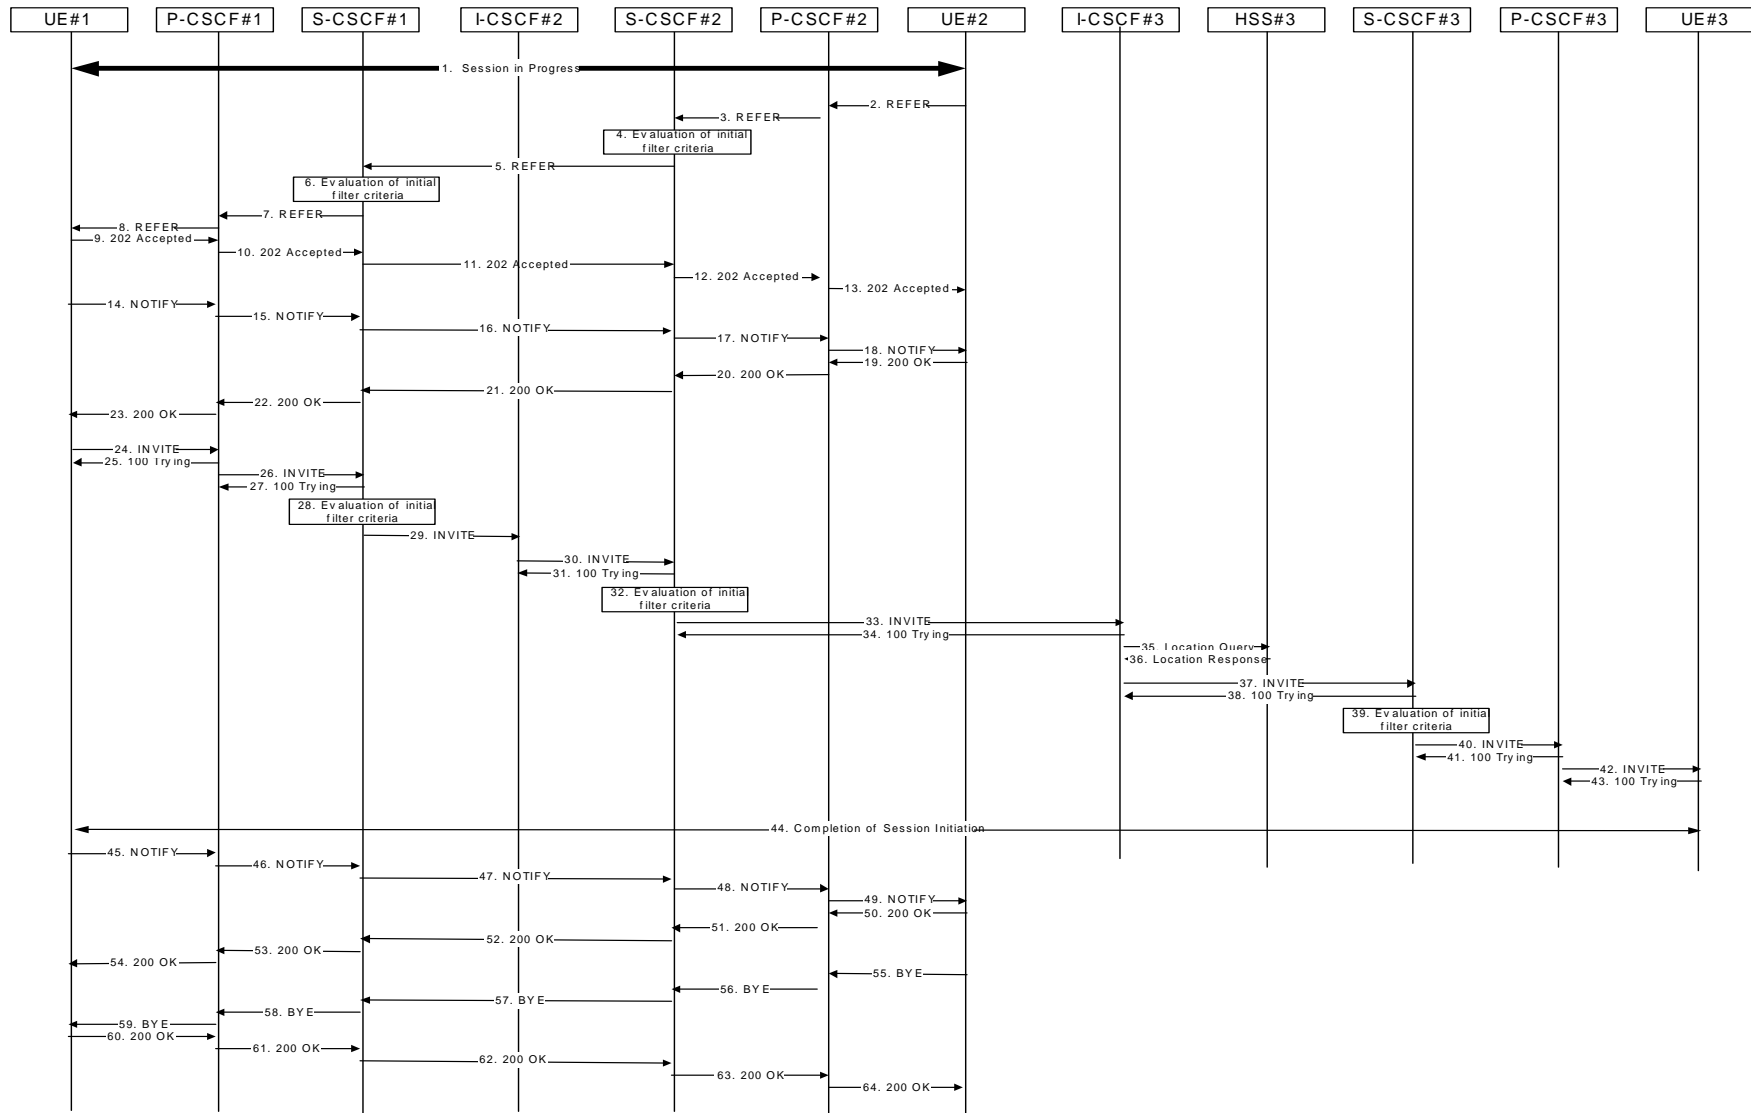 UE#1
P-CSCF#1
S-CSCF#1
I-CSCF#2
S-CSCF#2
P-CSCF#2
UE#2
I-CSCF#3
HSS#3
S-CSCF#3
P-CSCF#3
UE#3
1. Session in Progress
2. REFER
3. REFER
4. Evaluation of initial
filter criteria
5. REFER
6. Evaluation of initial
filter criteria
7. REFER
8. REFER
9. 202 Accepted
10. 202 Accepted
11. 202 Accepted
12. 202 Accepted
13. 202 Accepted
14. NOTIFY
15. NOTIFY
16. NOTIFY
17. NOTIFY
18. NOTIFY
19. 200 OK
20. 200 OK
21. 200 OK
22. 200 OK
23. 200 OK
24. INVITE
25. 100 Trying
26. INVITE
27. 100 Trying
28. Evaluation of initial
filter criteria
29. INVITE
30. INVITE
31. 100 Trying
32. Evaluation of initial
filter criteria
33. INVITE
34. 100 Trying
35. Location Query
36. Location Response
37. INVITE
38. 100 Trying
39. Evaluation of initial
filter criteria
40. INVITE
41. 100 Trying
42. INVITE
43. 100 Trying
44. Completion of Session Initiation
45. NOTIFY
46. NOTIFY
47. NOTIFY
48. NOTIFY
49. NOTIFY
50. 200 OK
51. 200 OK
52. 200 OK
53. 200 OK
54. 200 OK
55. BYE
56. BYE
57. BYE
58. BYE
59. BYE
60. 200 OK
61. 200 OK
62. 200 OK
63. 200 OK
64. 200 OK